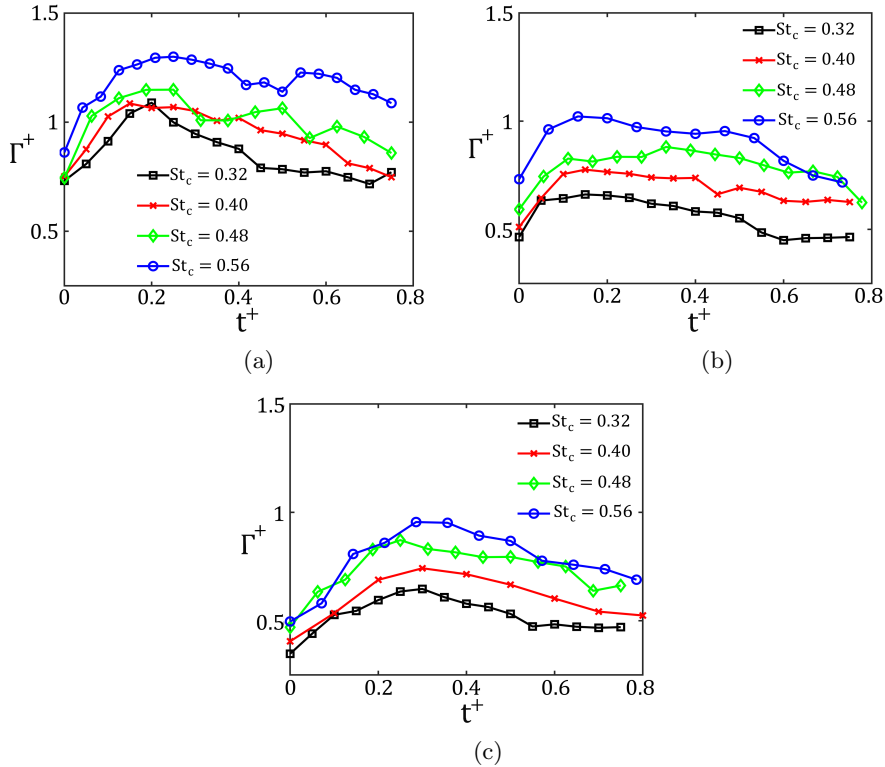 1.5
1
0.5
Γ⁺
St_c = 0.32
St_c = 0.40
St_c = 0.48
St_c = 0.56
0 0.2 0.4 0.6 0.8
t⁺
(a)
1.5
1
0.5
Γ⁺
St_c = 0.32
St_c = 0.40
St_c = 0.48
St_c = 0.56
0 0.2 0.4 0.6 0.8
t⁺
(b)
1.5
1
0.5
Γ⁺
St_c = 0.32
St_c = 0.40
St_c = 0.48
St_c = 0.56
0 0.2 0.4 0.6 0.8
t⁺
(c)